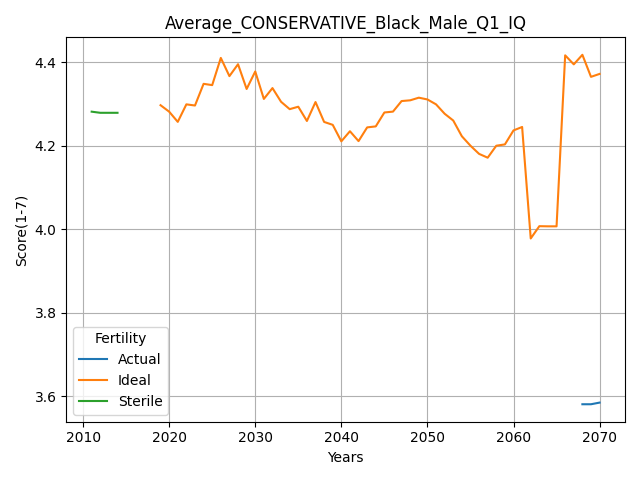 Average_CONSERVATIVE_Black_Male_Q1_IQ
Score(1-7)
4.4
4.2
4.0
3.8
3.6
Fertility
Actual
Ideal
Sterile
2010 2020 2030 2040 2050 2060 2070
Years